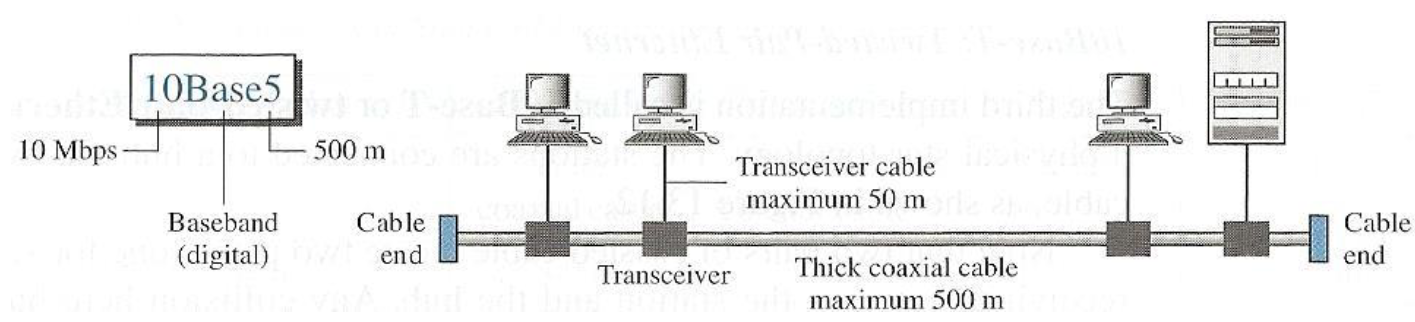 10Base5
10 Mbps
500 m
Baseband
(digital)
Cable
end
Transceiver cable
maximum 50 m
Transceiver
Thick coaxial cable
maximum 500 m
Cable
end